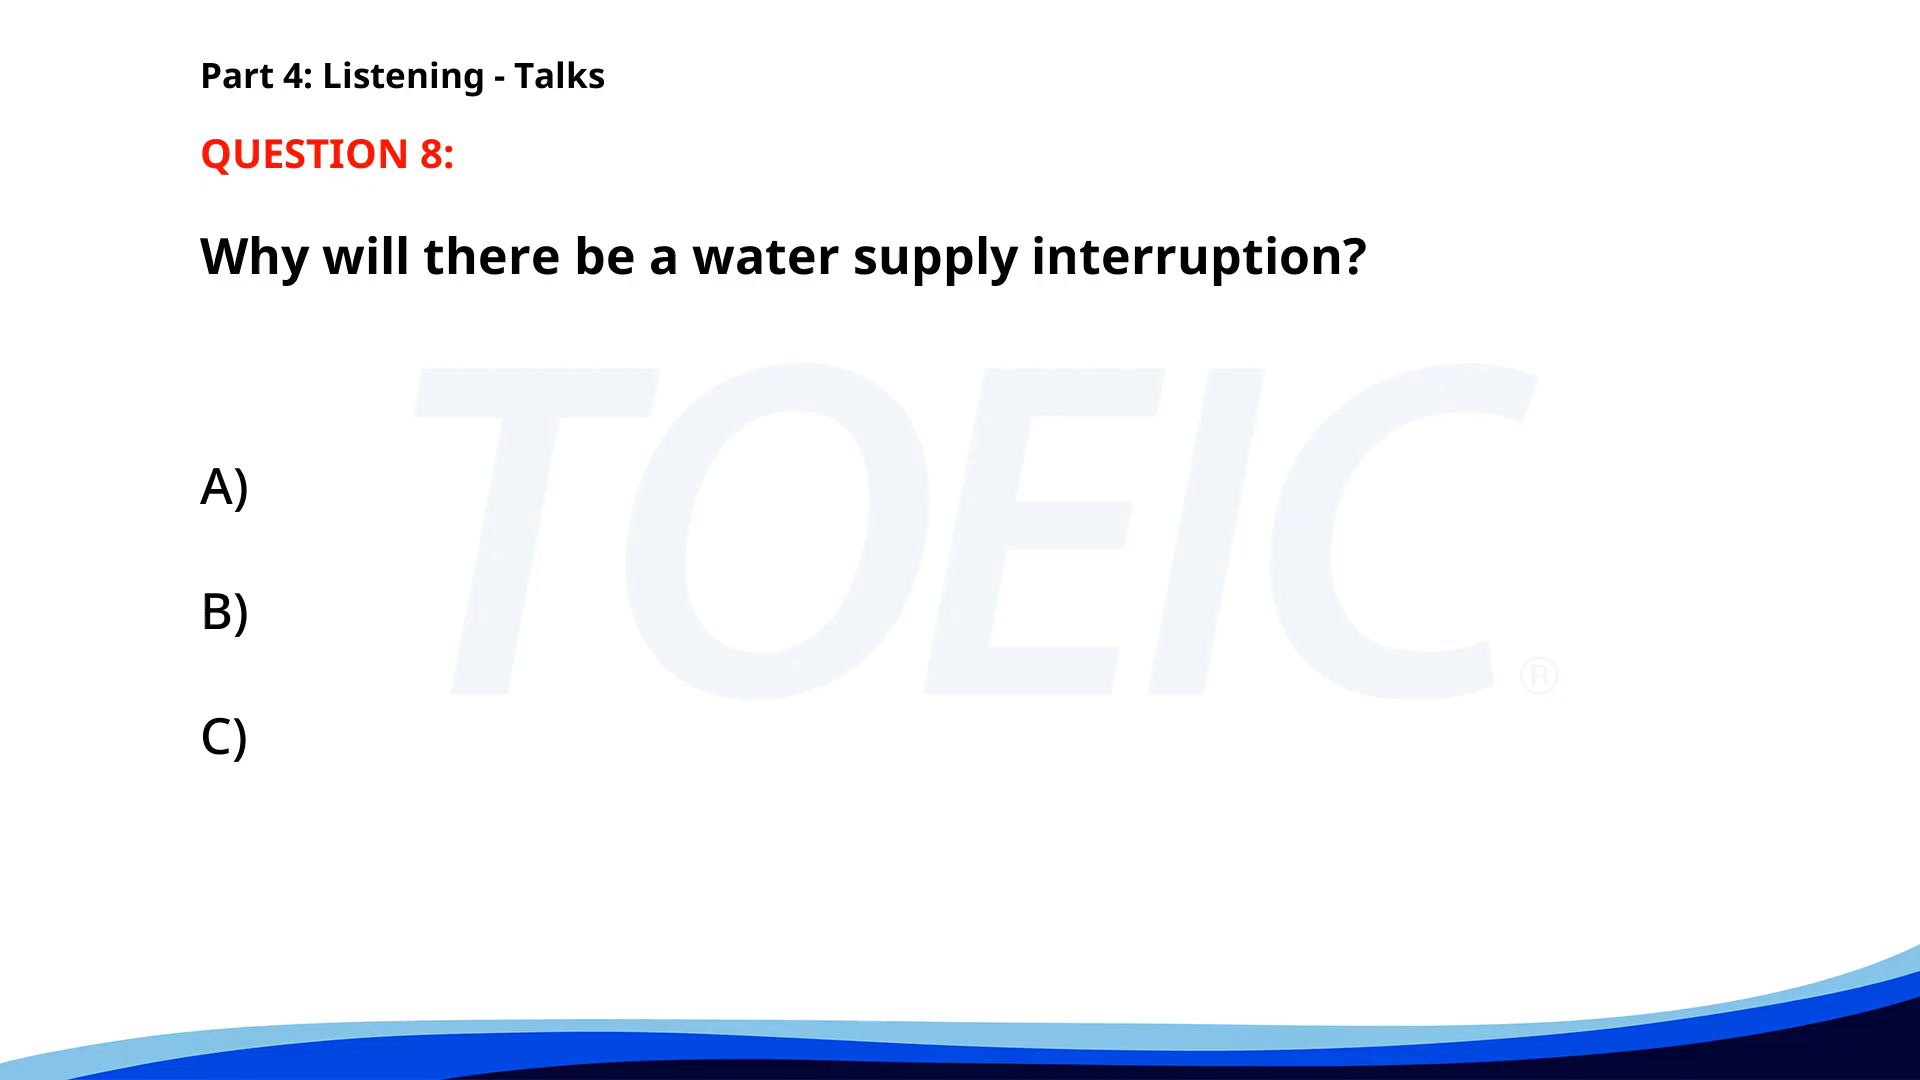 Part 4: Listening - Talks
QUESTION 8:
Why will there be a water supply interruption?
TOEIC®
A)
B)
C)